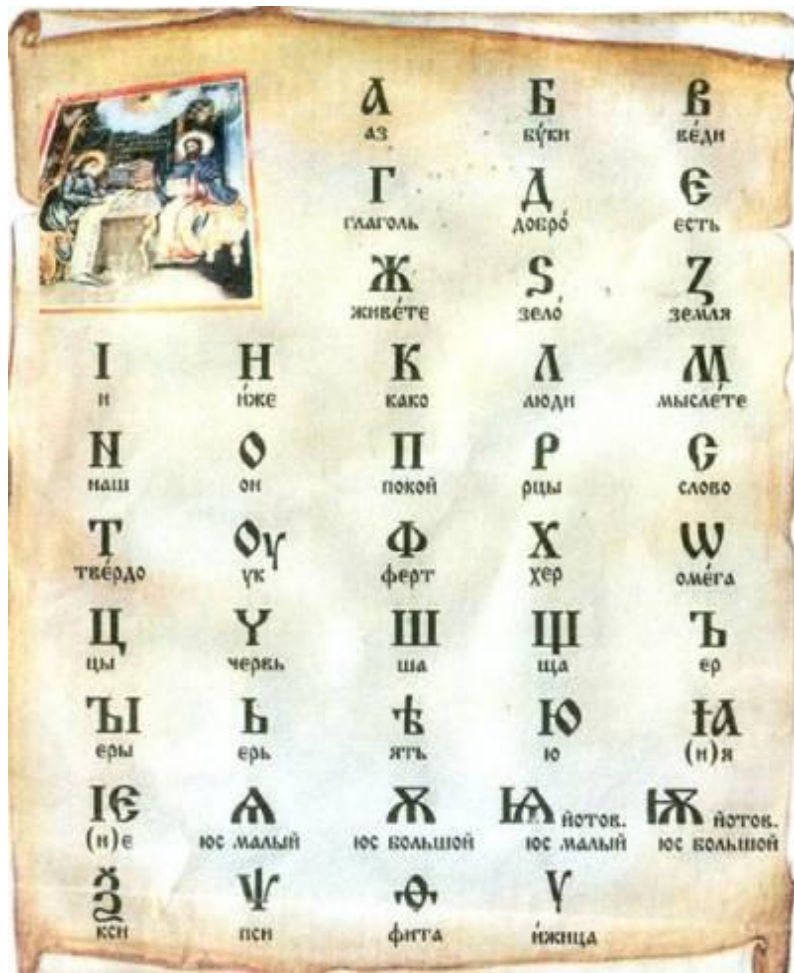 А Б В
аз бу́ки ве́ди
Г Д Є
глаголь добро́ есть
Ж Ѕ З
живе́те зело́ земля
І Н К Л М
и и́же како люди мысле́те
N О П Р С
наш он покой рцы слово
Т Оу Ф Х Ѡ
тве́рдо ук ферт хер оме́га
Ц Ч Ш Щ Ъ
цы червь ша ща ер
ЪІ Ь Ѣ Ю Ꙗ
еры ерь ять ю (и)я
Ѥ Ѧ Ѫ Ѩ йотов. Ѭ йотов.
(и)е юс малый юс большой юс малый юс большой
Ѯ Ѱ Ѳ Ѵ
кси пси фита и́жица